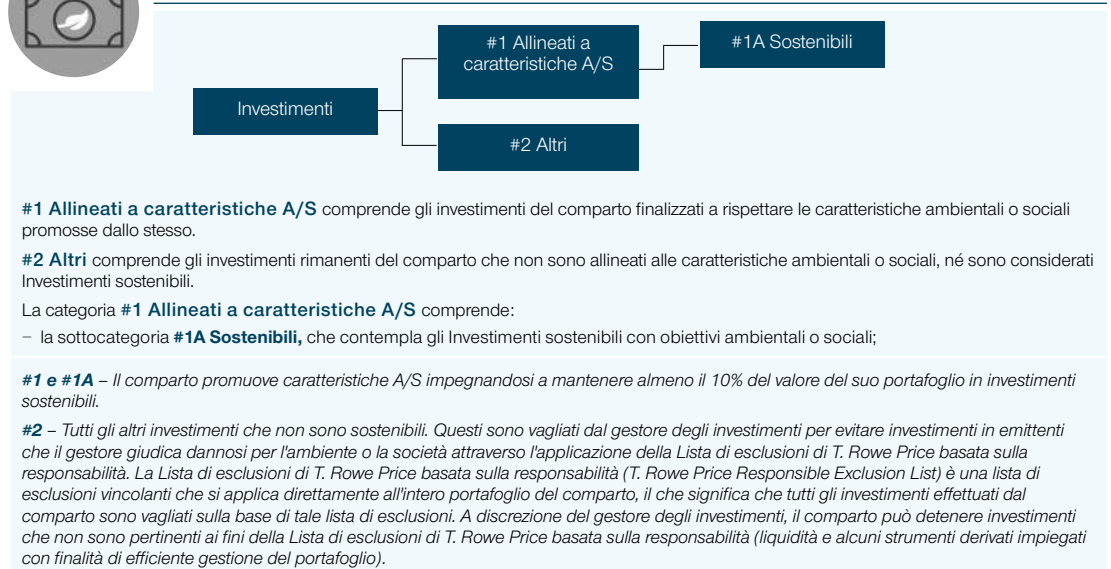 #1 Allineati a
caratteristiche A/S
#1A Sostenibili
Investimenti
#2 Altri
#1 Allineati a caratteristiche A/S comprende gli investimenti del comparto finalizzati a rispettare le caratteristiche ambientali o sociali
promosse dallo stesso.
#2 Altri comprende gli investimenti rimanenti del comparto che non sono allineati alle caratteristiche ambientali o sociali, né sono considerati
Investimenti sostenibili.
La categoria #1 Allineati a caratteristiche A/S comprende:
– la sottocategoria #1A Sostenibili, che contempla gli Investimenti sostenibili con obiettivi ambientali o sociali;
#1 e #1A – Il comparto promuove caratteristiche A/S impegnandosi a mantenere almeno il 10% del valore del suo portafoglio in investimenti
sostenibili.
#2 – Tutti gli altri investimenti che non sono sostenibili. Questi sono vagliati dal gestore degli investimenti per evitare investimenti in emittenti
che il gestore giudica dannosi per l'ambiente o la società attraverso l'applicazione della Lista di esclusioni di T. Rowe Price basata sulla
responsabilità. La Lista di esclusioni di T. Rowe Price basata sulla responsabilità (T. Rowe Price Responsible Exclusion List) è una lista di
esclusioni vincolanti che si applica direttamente all'intero portafoglio del comparto, il che significa che tutti gli investimenti effettuati dal
comparto sono vagliati sulla base di tale lista di esclusioni. A discrezione del gestore degli investimenti, il comparto può detenere investimenti
che non sono pertinenti ai fini della Lista di esclusioni di T. Rowe Price basata sulla responsabilità (liquidità e alcuni strumenti derivati impiegati
con finalità di efficiente gestione del portafoglio).